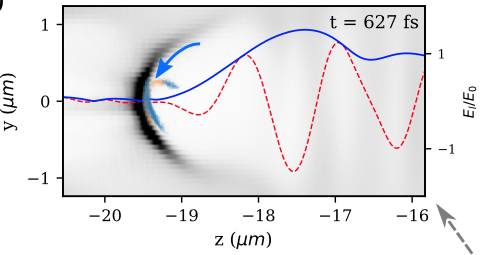 )
t = 627 fs
1
0
−1
y (μm)
1
−1
E_l/E_0
−20
−19
−18
−17
−16
z (μm)